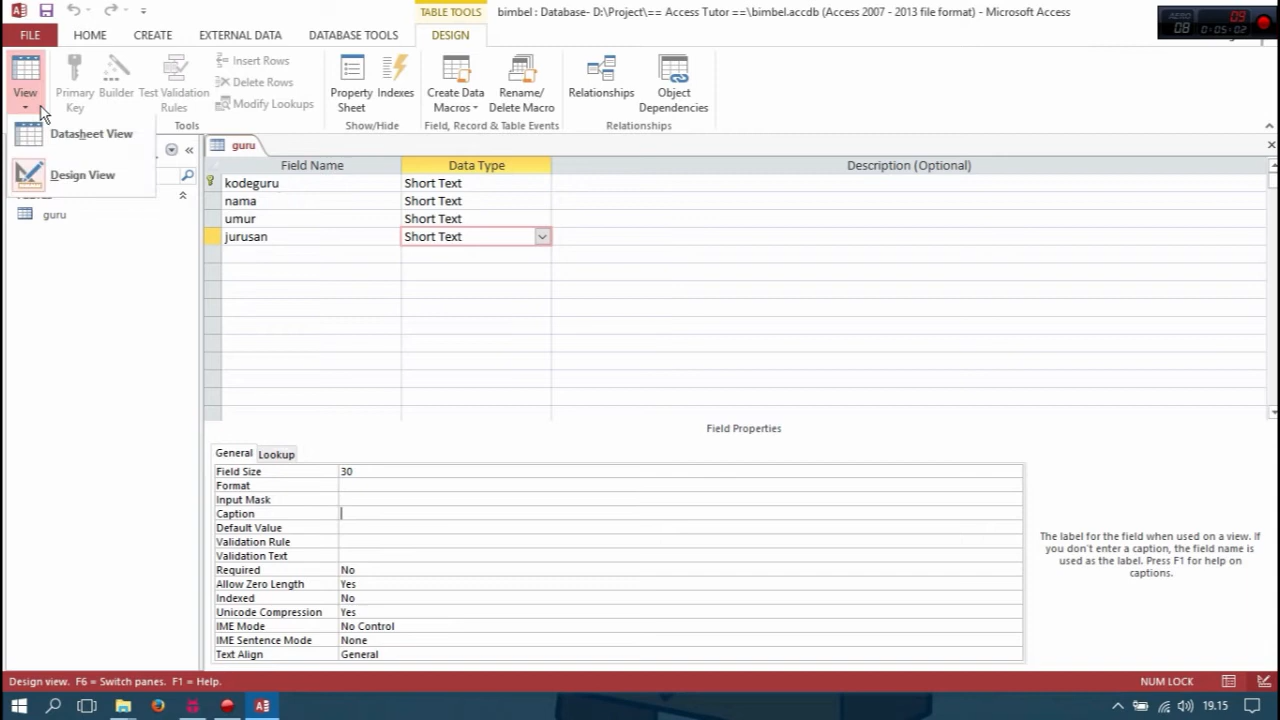 TABLE TOOLS
bimbel : Database- D:\Project\== Access Tutor ==\bimbel.accdb (Access 2007 - 2013 file format) - Microsoft Access
FILE HOME CREATE EXTERNAL DATA DATABASE TOOLS DESIGN
08 09 0:05:02
View
Primary Key
Builder
Test Validation Rules
Insert Rows
Delete Rows
Modify Lookups
Property Sheet
Indexes
Create Data Macros
Rename/ Delete Macro
Relationships
Object Dependencies
Tools
Show/Hide
Field, Record & Table Events
Relationships
Datasheet View
Design View
guru
guru
Field Name Data Type Description (Optional)
kodeguru Short Text
nama Short Text
umur Short Text
jurusan Short Text
Field Properties
General Lookup
Field Size 30
Format
Input Mask
Caption
Default Value
Validation Rule
Validation Text
Required No
Allow Zero Length Yes
Indexed No
Unicode Compression Yes
IME Mode No Control
IME Sentence Mode None
Text Align General
The label for the field when used on a view. If
you don't enter a caption, the field name is
used as the label. Press F1 for help on
captions.
Design view. F6 = Switch panes. F1 = Help.
NUM LOCK
19.15